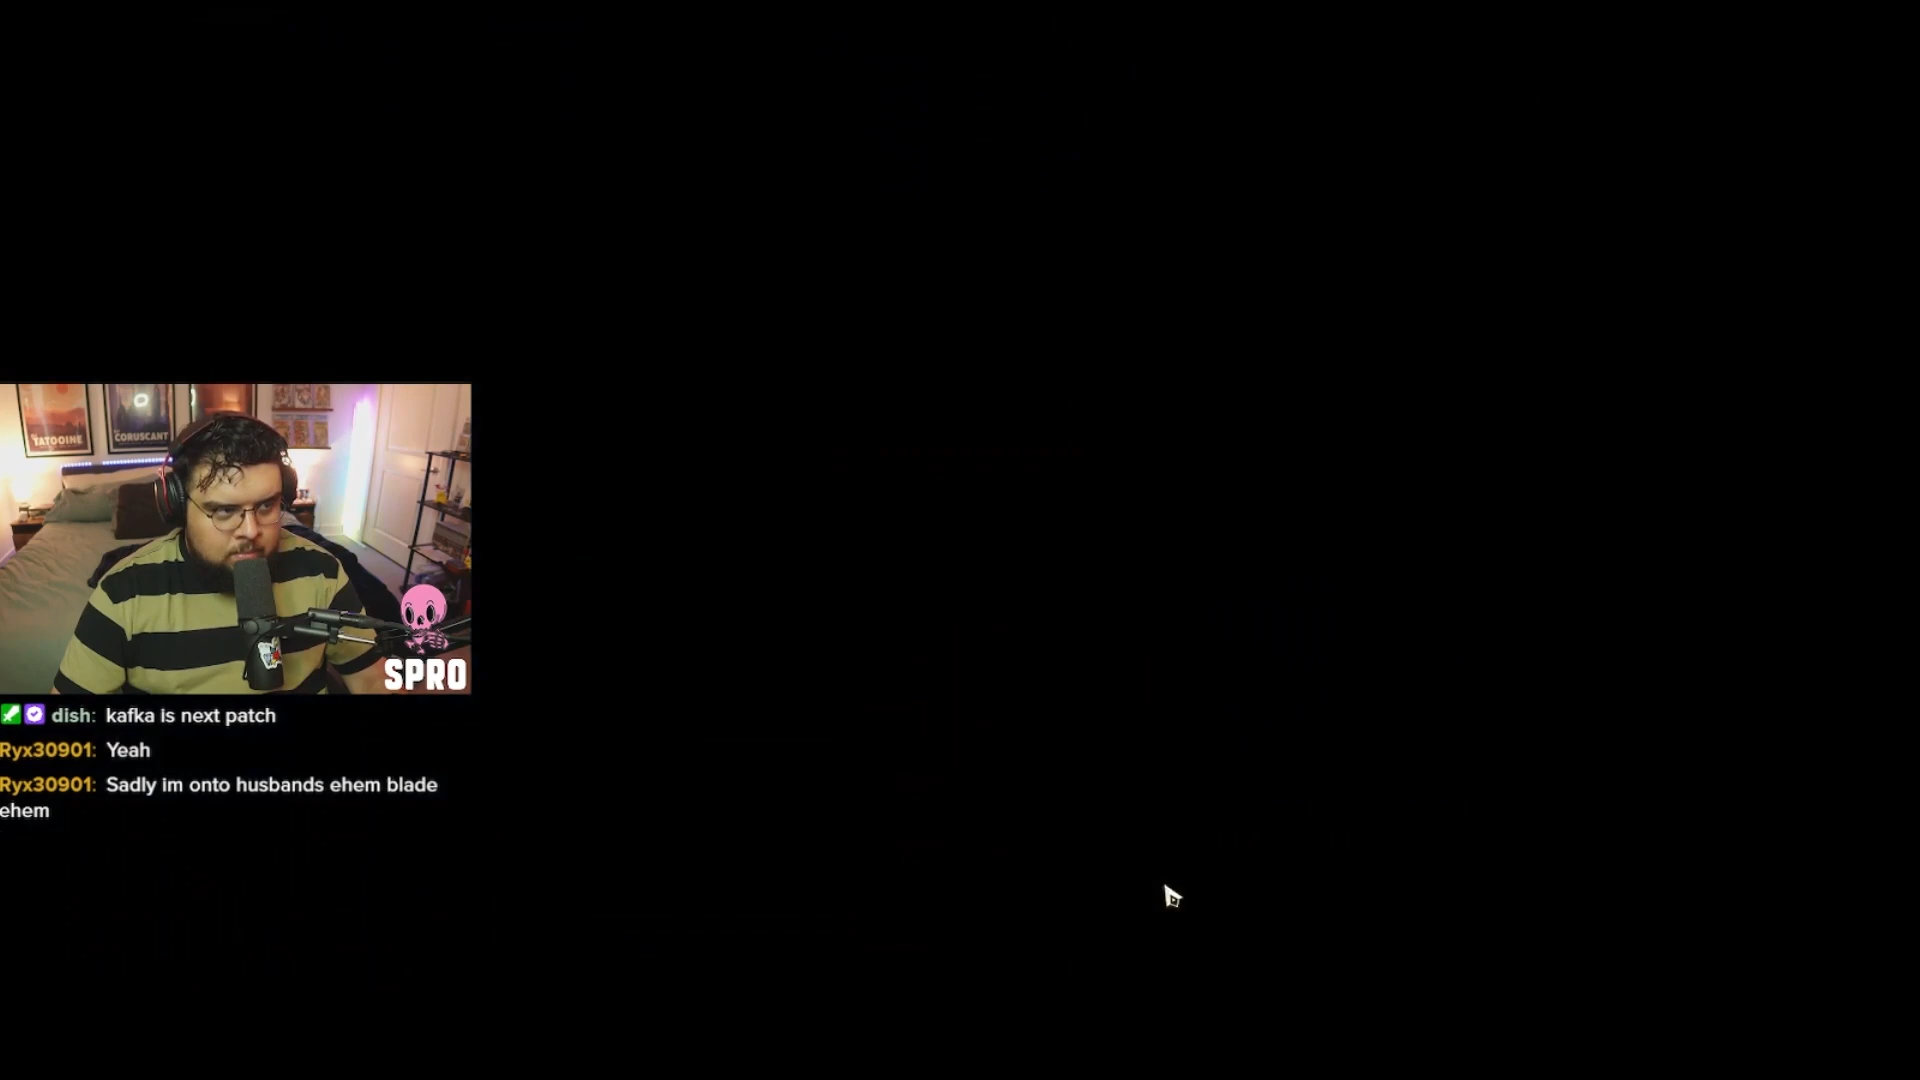 TATOOINE
CORUSCANT
SPRO
dish: kafka is next patch
Ryx30901: Yeah
Ryx30901: Sadly im onto husbands ehem blade
ehem